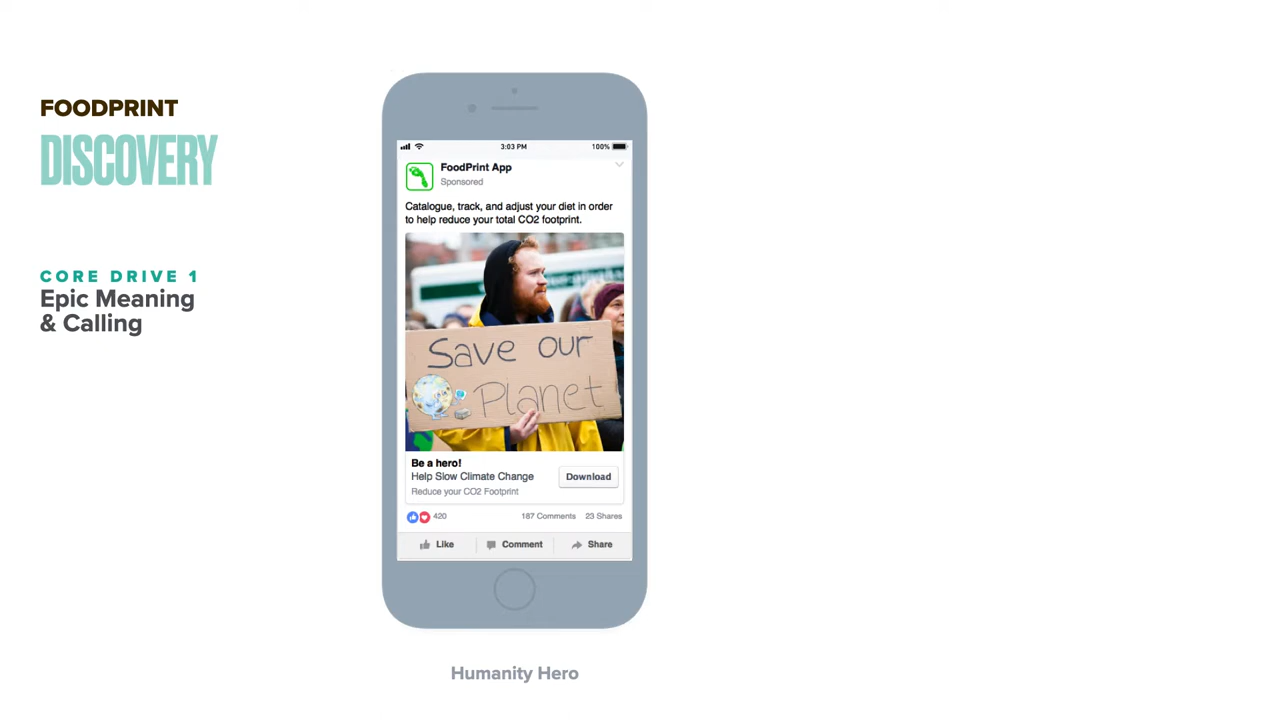 FOODPRINT
DISCOVERY
CORE DRIVE 1
Epic Meaning
& Calling
3:03 PM
100%
FoodPrint App
Sponsored
Catalogue, track, and adjust your diet in order
to help reduce your total CO2 footprint.
Save our
Planet
Be a hero!
Help Slow Climate Change
Reduce your CO2 Footprint
Download
420
187 Comments
23 Shares
Like
Comment
Share
Humanity Hero